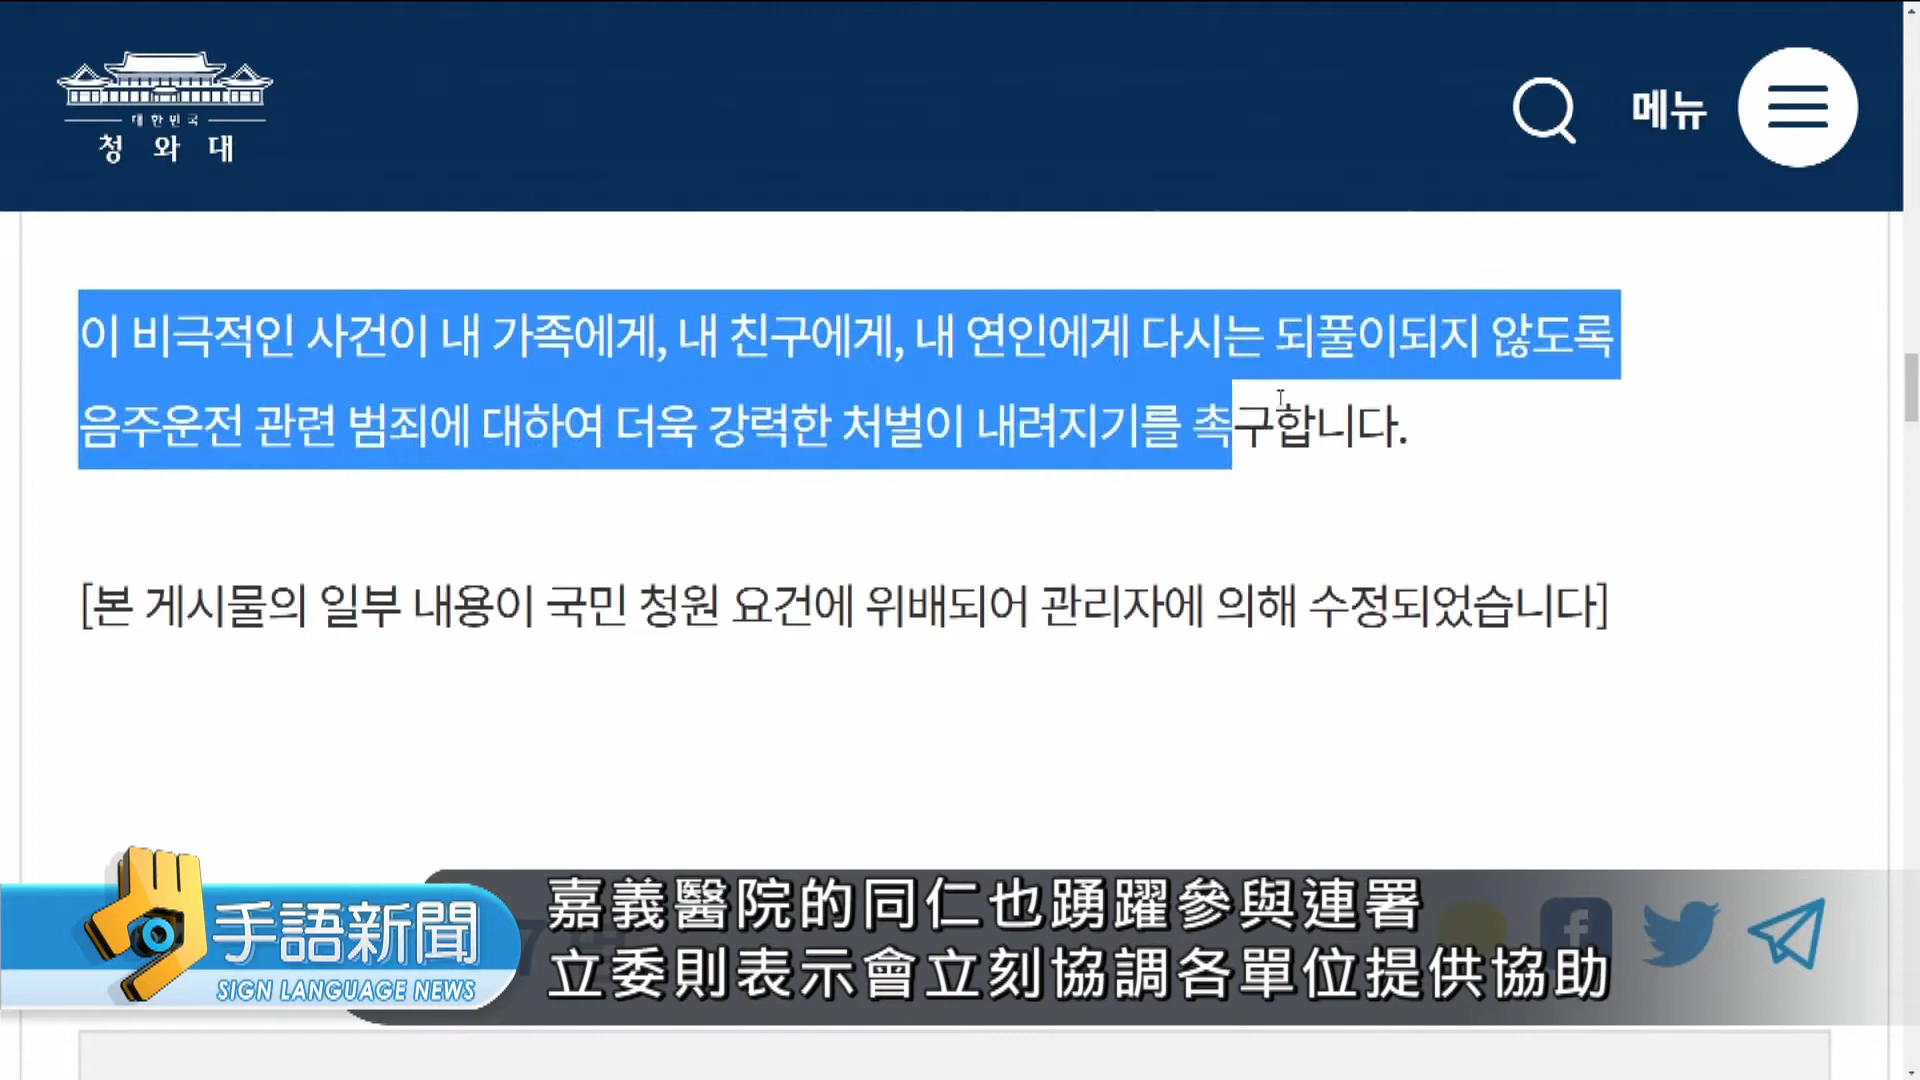 대한민국
청와대
메뉴
이 비극적인 사건이 내 가족에게, 내 친구에게, 내 연인에게 다시는 되풀이되지 않도록
음주운전 관련 범죄에 대하여 더욱 강력한 처벌이 내려지기를 촉구합니다.
[본 게시물의 일부 내용이 국민 청원 요건에 위배되어 관리자에 의해 수정되었습니다]
手語新聞
SIGN LANGUAGE NEWS
嘉義醫院的同仁也踴躍參與連署
立委則表示會立刻協調各單位提供協助